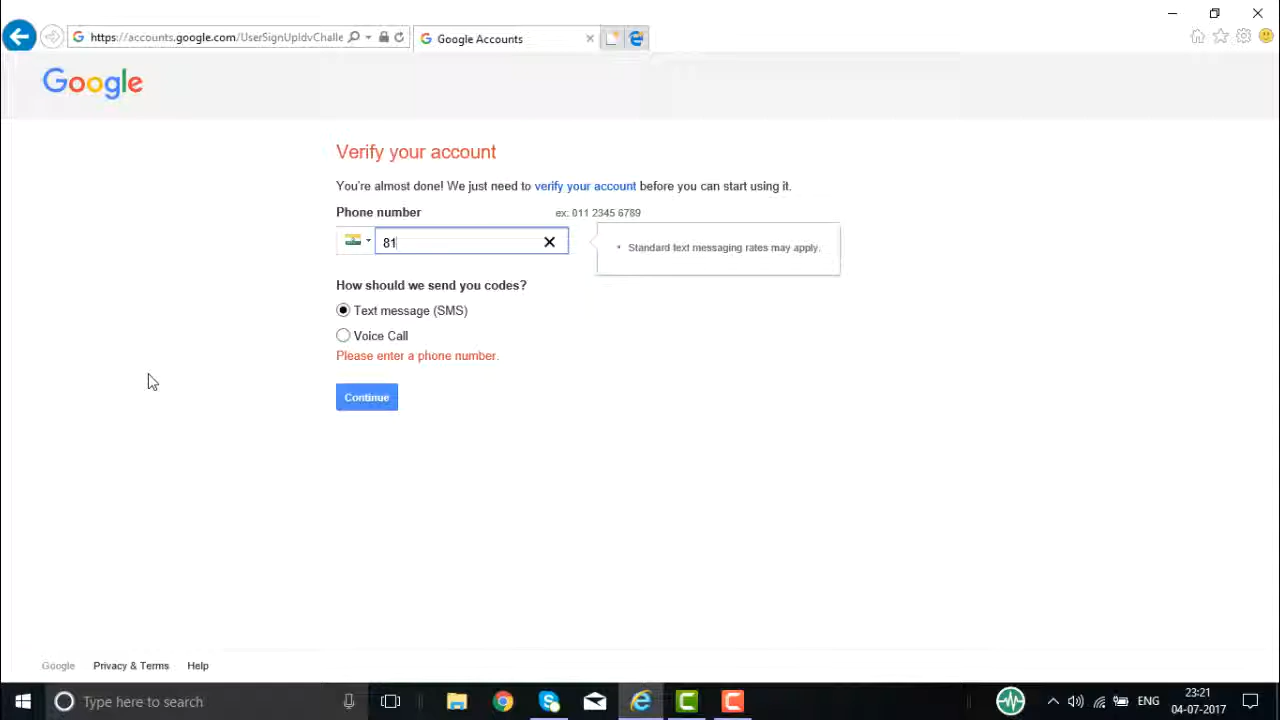 https://accounts.google.com/UserSignUpIdvChalle
Google Accounts
Google
Verify your account
You're almost done! We just need to verify your account before you can start using it.
Phone number
ex: 011 2345 6789
81
Standard text messaging rates may apply.
How should we send you codes?
Text message (SMS)
Voice Call
Please enter a phone number.
Continue
Google
Privacy & Terms
Help
Type here to search
ENG
23:21
04-07-2017